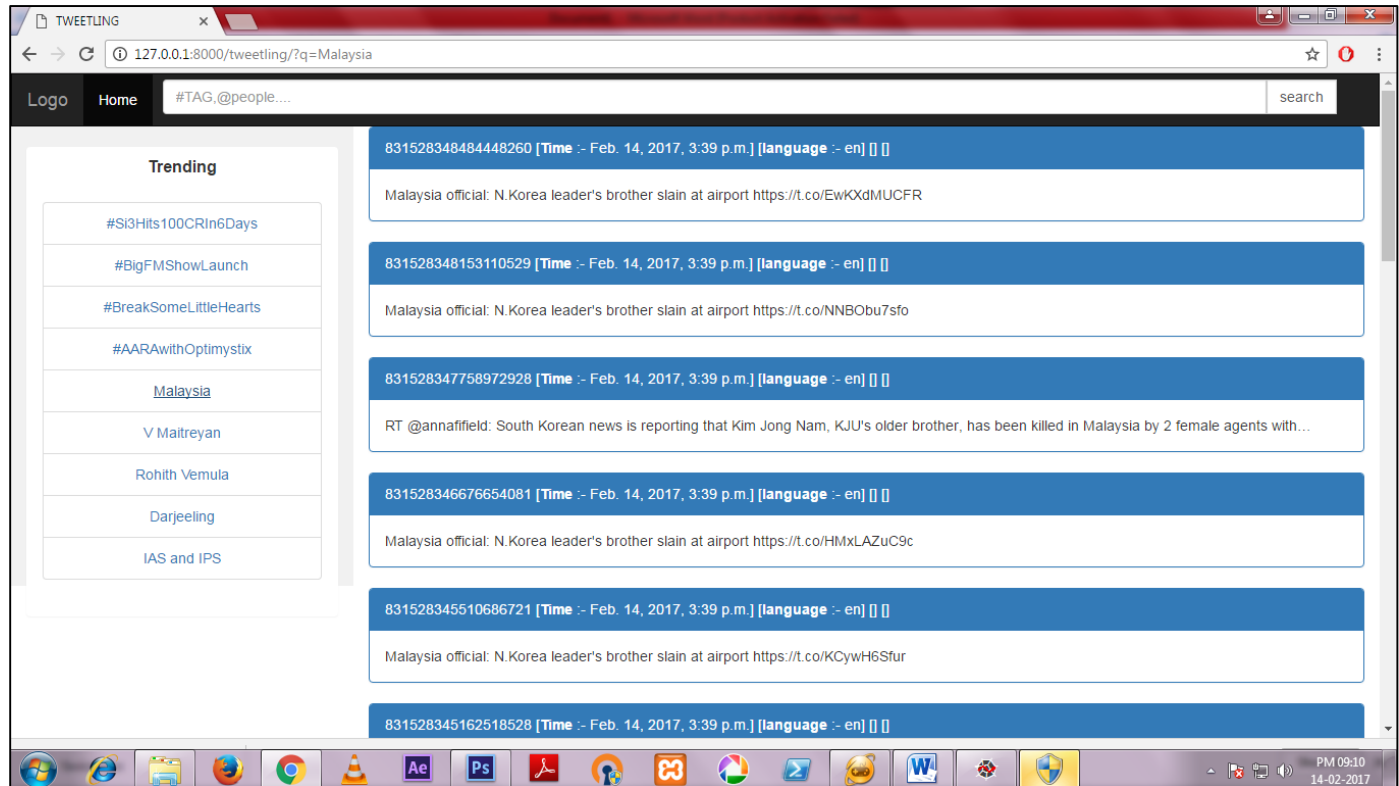 TWEETLING
127.0.0.1:8000/tweetling/?q=Malaysia
Logo Home #TAG,@people.... search
Trending
#Si3Hits100CRIn6Days
#BigFMShowLaunch
#BreakSomeLittleHearts
#AARAwithOptimystix
Malaysia
V Maitreyan
Rohith Vemula
Darjeeling
IAS and IPS
831528348484448260 [Time :- Feb. 14, 2017, 3:39 p.m.] [language :- en] [] []
Malaysia official: N.Korea leader's brother slain at airport https://t.co/EwKXdMUCFR
831528348153110529 [Time :- Feb. 14, 2017, 3:39 p.m.] [language :- en] [] []
Malaysia official: N.Korea leader's brother slain at airport https://t.co/NNBObu7sfo
831528347758972928 [Time :- Feb. 14, 2017, 3:39 p.m.] [language :- en] [] []
RT @annafifield: South Korean news is reporting that Kim Jong Nam, KJU's older brother, has been killed in Malaysia by 2 female agents with…
831528346676654081 [Time :- Feb. 14, 2017, 3:39 p.m.] [language :- en] [] []
Malaysia official: N.Korea leader's brother slain at airport https://t.co/HMxLAZuC9c
831528345510686721 [Time :- Feb. 14, 2017, 3:39 p.m.] [language :- en] [] []
Malaysia official: N.Korea leader's brother slain at airport https://t.co/KCywH6Sfur
831528345162518528 [Time :- Feb. 14, 2017, 3:39 p.m.] [language :- en] [] []
Ae Ps W
PM 09:10
14-02-2017